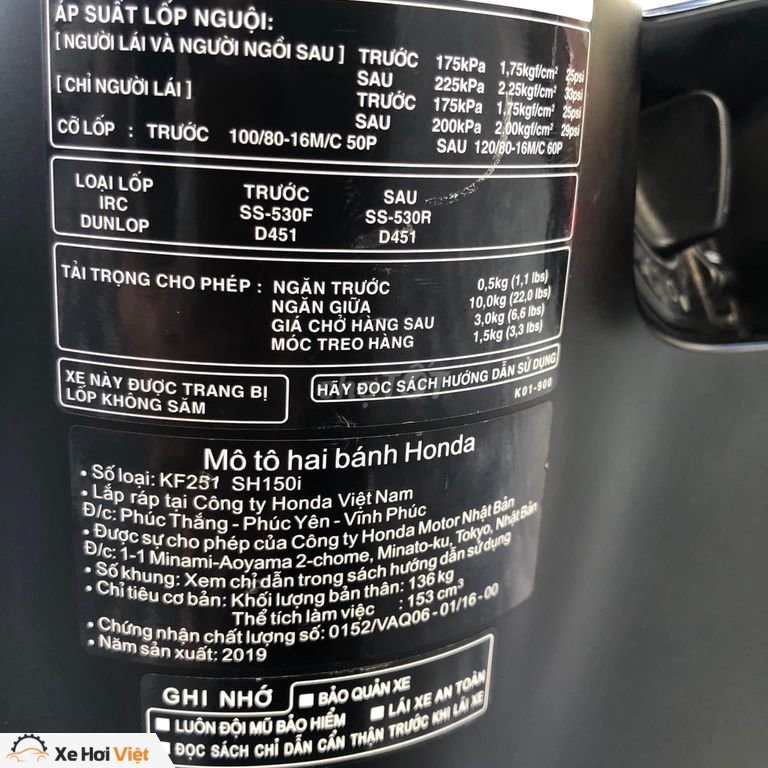 ÁP SUẤT LỐP NGUỘI:
[NGƯỜI LÁI VÀ NGƯỜI NGỒI SAU] TRƯỚC 175kPa 1,75kgf/cm² 25psi
SAU 225kPa 2,25kgf/cm² 33psi
[CHỈ NGƯỜI LÁI] TRƯỚC 175kPa 1,75kgf/cm² 25psi
SAU 200kPa 2,00kgf/cm² 29psi
CỠ LỐP : TRƯỚC 100/80-16M/C 50P SAU 120/80-16M/C 60P
LOẠI LỐP TRƯỚC SAU
IRC SS-530F SS-530R
DUNLOP D451 D451
TẢI TRỌNG CHO PHÉP : NGĂN TRƯỚC 0,5kg (1,1 lbs)
NGĂN GIỮA 10,0kg (22,0 lbs)
GIÁ CHỞ HÀNG SAU 3,0kg (6,6 lbs)
MÓC TREO HÀNG 1,5kg (3,3 lbs)
XE NÀY ĐƯỢC TRANG BỊ
LỐP KHÔNG SĂM
HÃY ĐỌC SÁCH HƯỚNG DẪN SỬ DỤNG
K01-900
Mô tô hai bánh Honda
• Số loại: KF251 SH150i
• Lắp ráp tại Công ty Honda Việt Nam
Đ/c: Phúc Thắng - Phúc Yên - Vĩnh Phúc
• Được sự cho phép của Công ty Honda Motor Nhật Bản
Đ/c: 1-1 Minami-Aoyama 2-chome, Minato-ku, Tokyo, Nhật Bản
• Số khung: Xem chỉ dẫn trong sách hướng dẫn sử dụng
• Chỉ tiêu cơ bản: Khối lượng bản thân: 136 kg
Thể tích làm việc : 153 cm³
• Chứng nhận chất lượng số: 0152/VAQ06 - 01/16 - 00
• Năm sản xuất: 2019
GHI NHỚ
BẢO QUẢN XE
LUÔN ĐỘI MŨ BẢO HIỂM
LÁI XE AN TOÀN
ĐỌC SÁCH CHỈ DẪN CẨN THẬN TRƯỚC KHI LÁI XE
Xe Hơi Việt